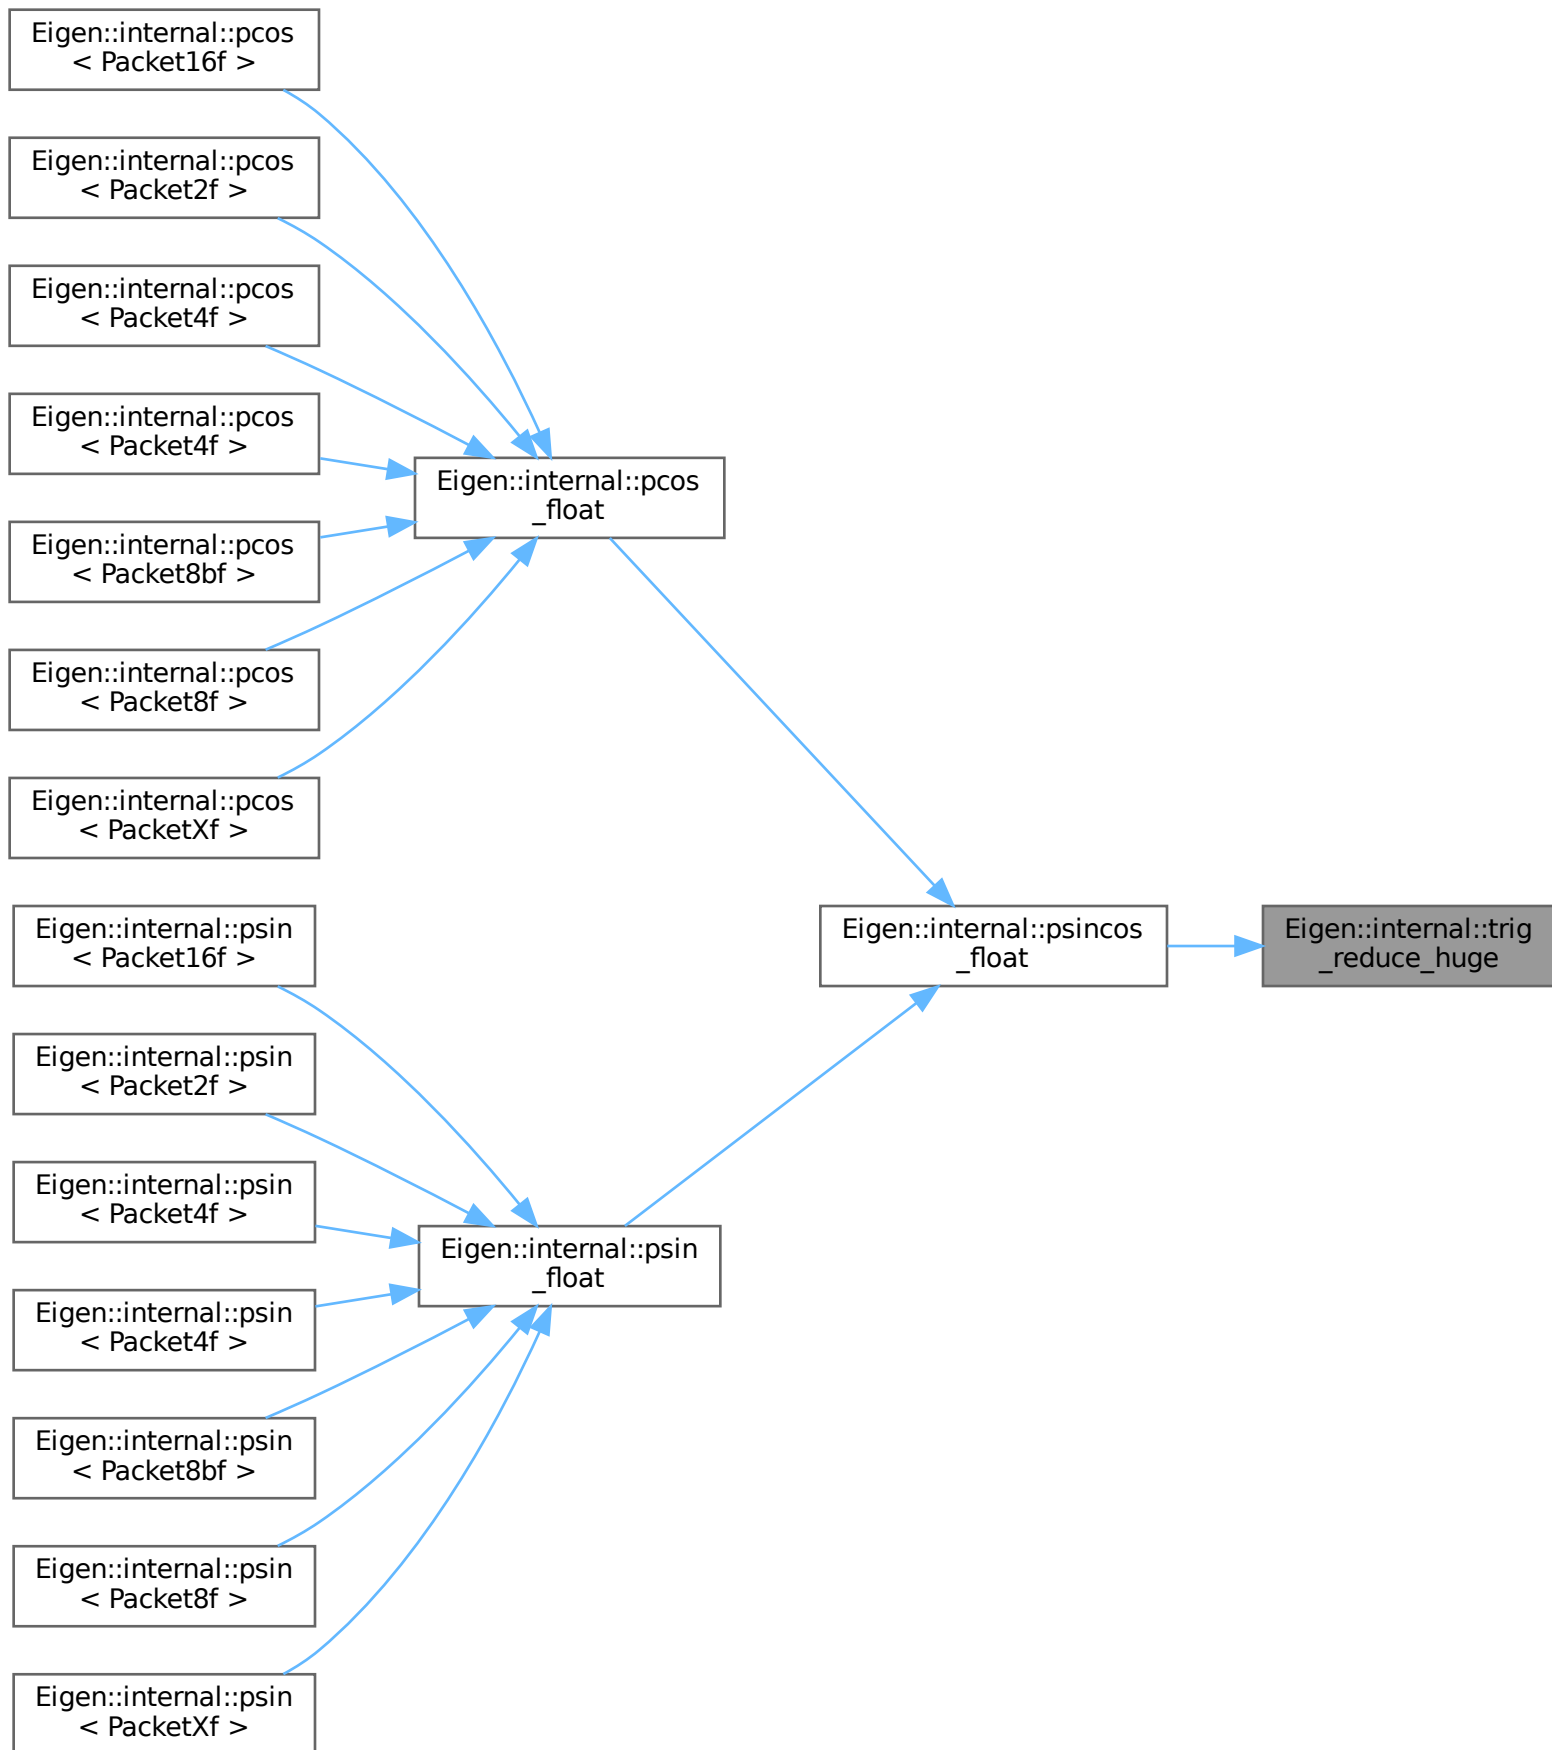 Eigen::internal::pcos
< Packet16f >
Eigen::internal::pcos
< Packet2f >
Eigen::internal::pcos
< Packet4f >
Eigen::internal::pcos
< Packet4f >
Eigen::internal::pcos
< Packet8bf >
Eigen::internal::pcos
< Packet8f >
Eigen::internal::pcos
< PacketXf >
Eigen::internal::psin
< Packet16f >
Eigen::internal::psin
< Packet2f >
Eigen::internal::psin
< Packet4f >
Eigen::internal::psin
< Packet4f >
Eigen::internal::psin
< Packet8bf >
Eigen::internal::psin
< Packet8f >
Eigen::internal::psin
< PacketXf >
Eigen::internal::pcos
_float
Eigen::internal::psin
_float
Eigen::internal::psincos
_float
Eigen::internal::trig
_reduce_huge